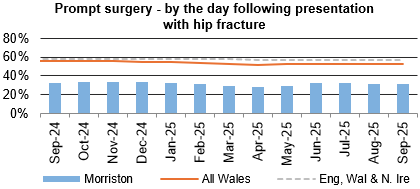 Prompt surgery - by the day following presentation
with hip fracture
80%
60%
40%
20%
0%
Sep-24
Oct-24
Nov-24
Dec-24
Jan-25
Feb-25
Mar-25
Apr-25
May-25
Jun-25
Jul-25
Aug-25
Sep-25
Morriston All Wales Eng, Wal & N. Ire